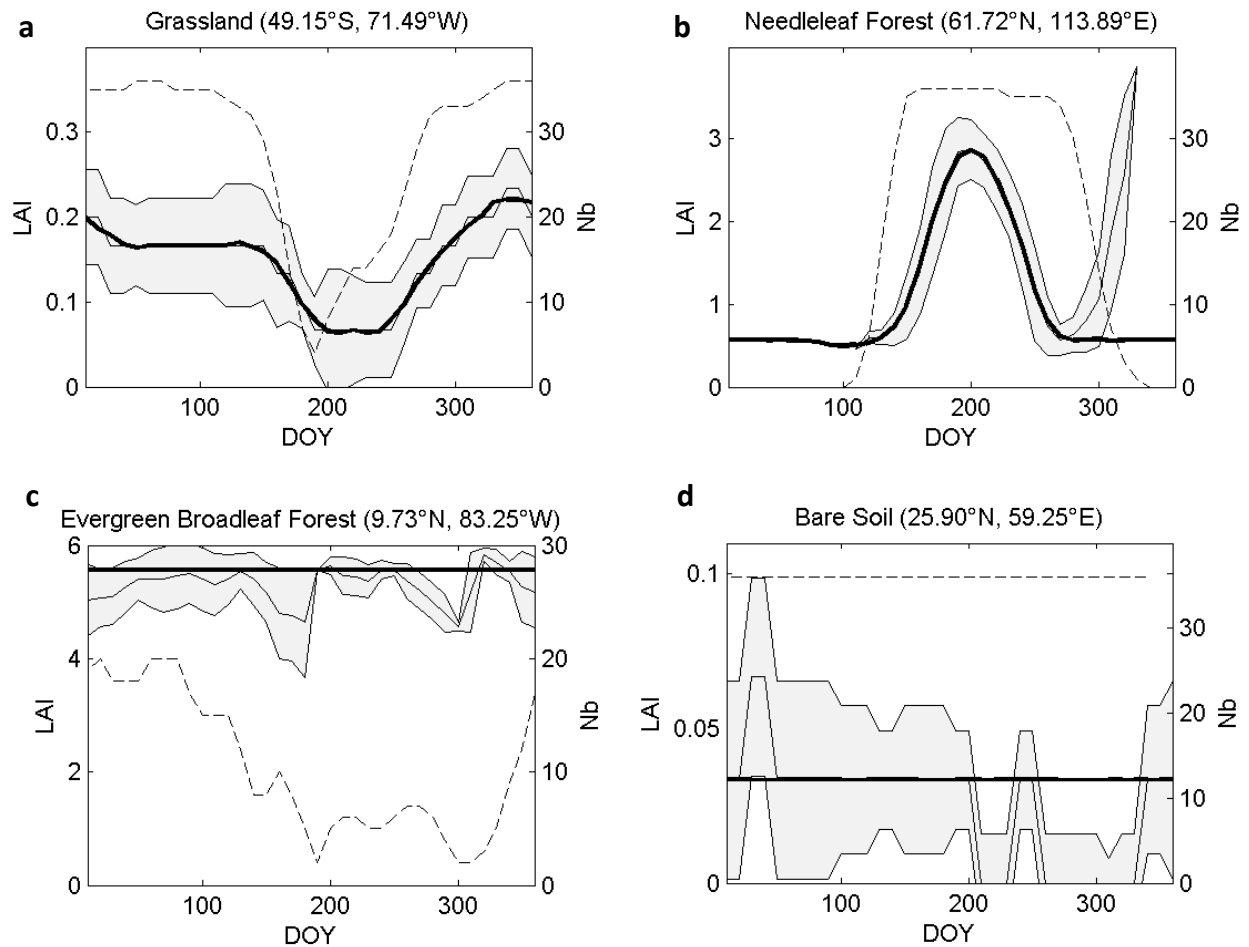 a
Grassland (49.15°S, 71.49°W)
0.3
0.2
0.1
0
LAI
30
20
10
0
Nb
100 200 300
DOY
b
Needleleaf Forest (61.72°N, 113.89°E)
3
2
1
0
LAI
30
20
10
0
Nb
100 200 300
DOY
c
Evergreen Broadleaf Forest (9.73°N, 83.25°W)
6
4
2
0
LAI
30
20
10
0
Nb
100 200 300
DOY
d
Bare Soil (25.90°N, 59.25°E)
0.1
0.05
0
LAI
30
20
10
0
Nb
100 200 300
DOY